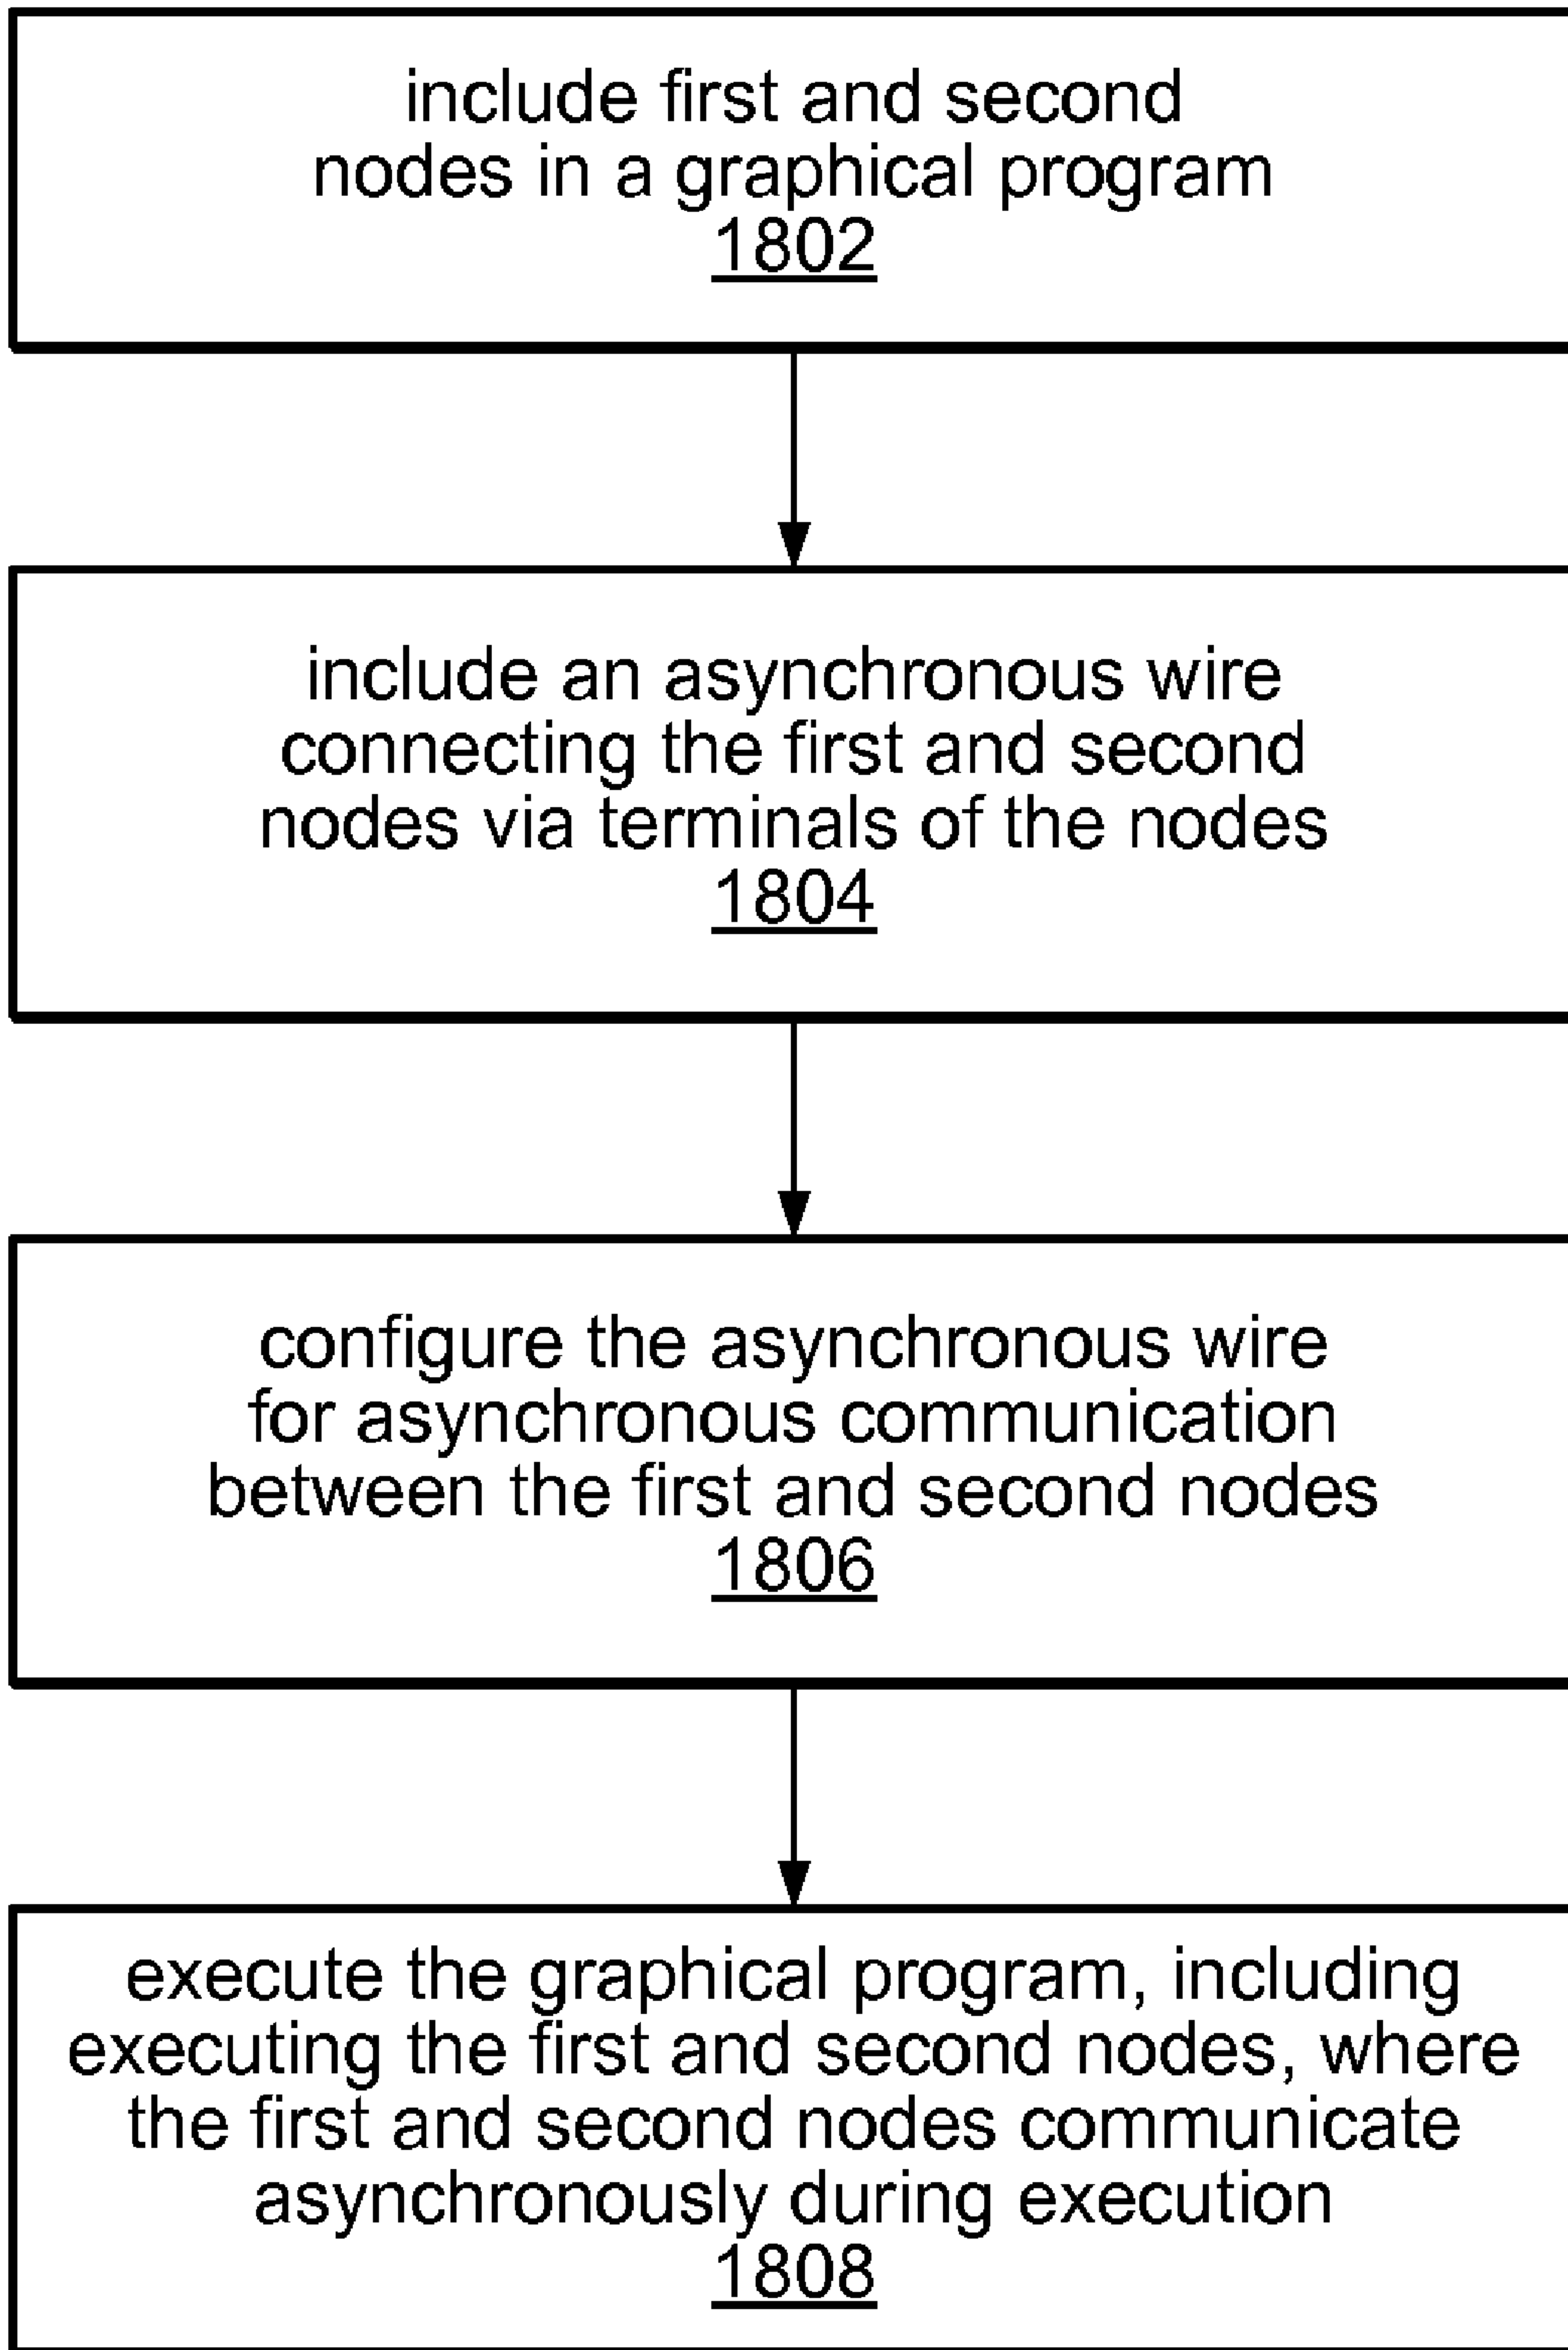 include first and second
nodes in a graphical program
1802
include an asynchronous wire
connecting the first and second
nodes via terminals of the nodes
1804
configure the asynchronous wire
for asynchronous communication
between the first and second nodes
1806
execute the graphical program, including
executing the first and second nodes, where
the first and second nodes communicate
asynchronously during execution
1808